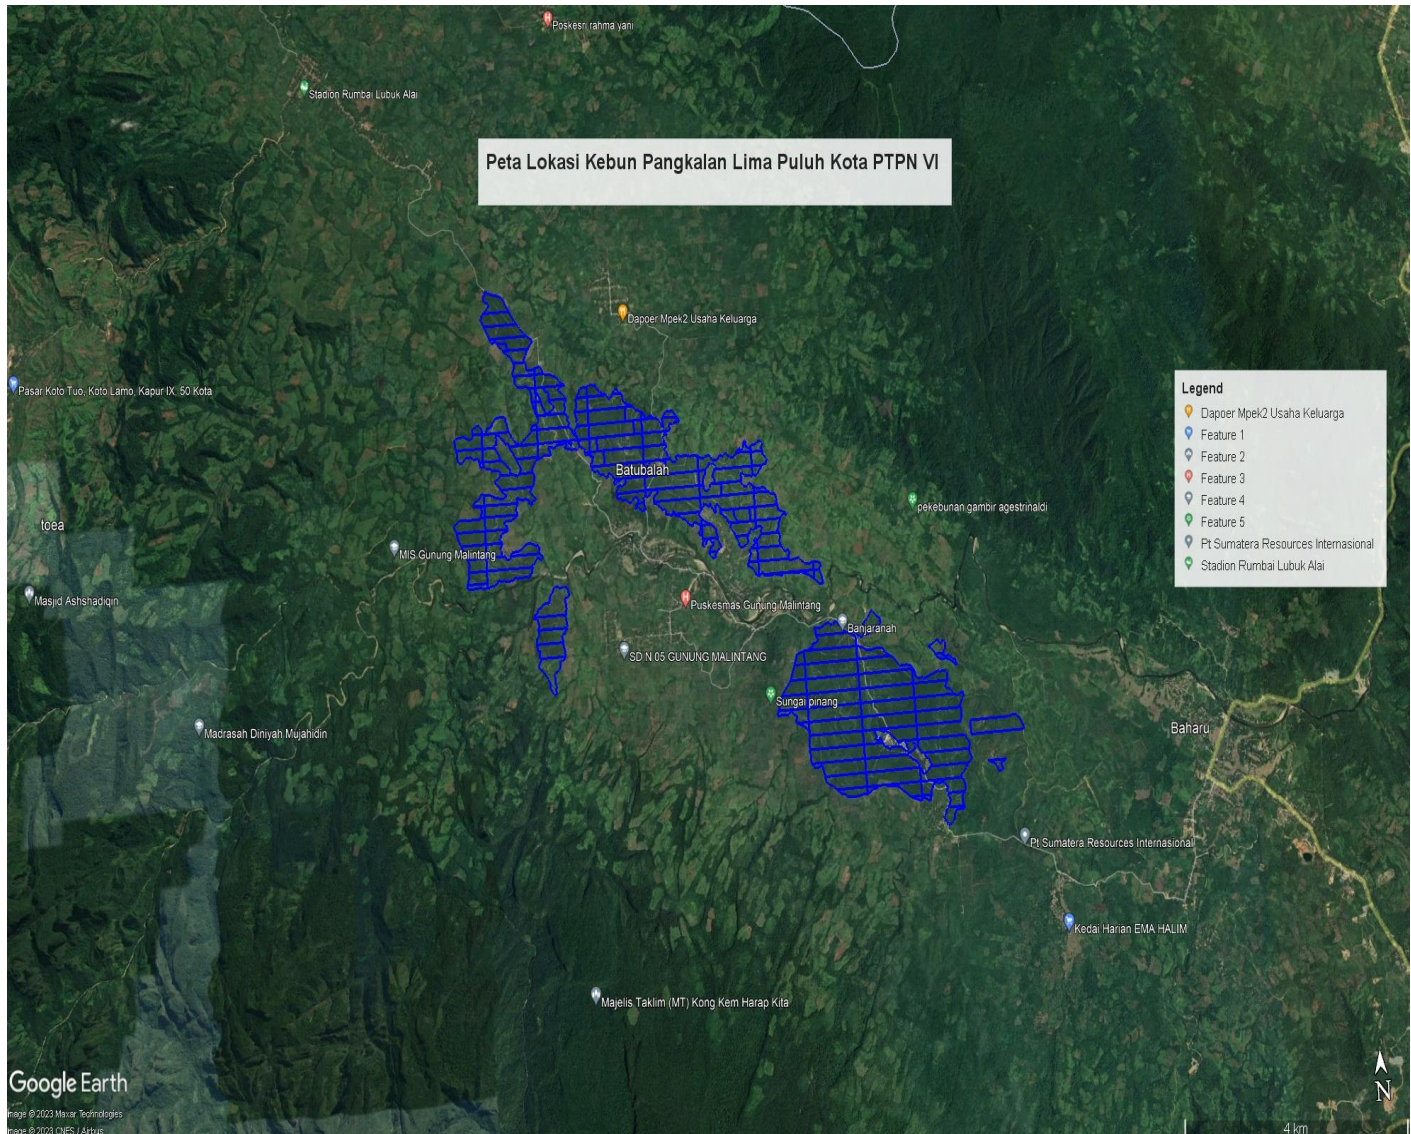 Poskesri rahma yani
Stadion Rumbai Lubuk Alai
Peta Lokasi Kebun Pangkalan Lima Puluh Kota PTPN VI
Dapoer Mpek2 Usaha Keluarga
Pasar Koto Tuo, Koto Lamo, Kapur IX, 50 Kota
Legend
Dapoer Mpek2 Usaha Keluarga
Feature 1
Feature 2
Feature 3
Feature 4
Feature 5
Pt Sumatera Resources Internasional
Stadion Rumbai Lubuk Alai
Batubalah
pekebunan gambir agestrinaldi
toea
MIS Gunung Malintang
Masjid Ashshadiqin
Puskesmas Gunung Malintang
Banjaranah
SD N 05 GUNUNG MALINTANG
Sungai pinang
Madrasah Diniyah Mujahidin
Baharu
Pt Sumatera Resources Internasional
Kedai Harian EMA HALIM
Majelis Taklim (MT) Kong Kem Harap Kita
Google Earth
N
Image © 2023 Maxar Technologies
Image © 2023 CNES / Airbus
4 km